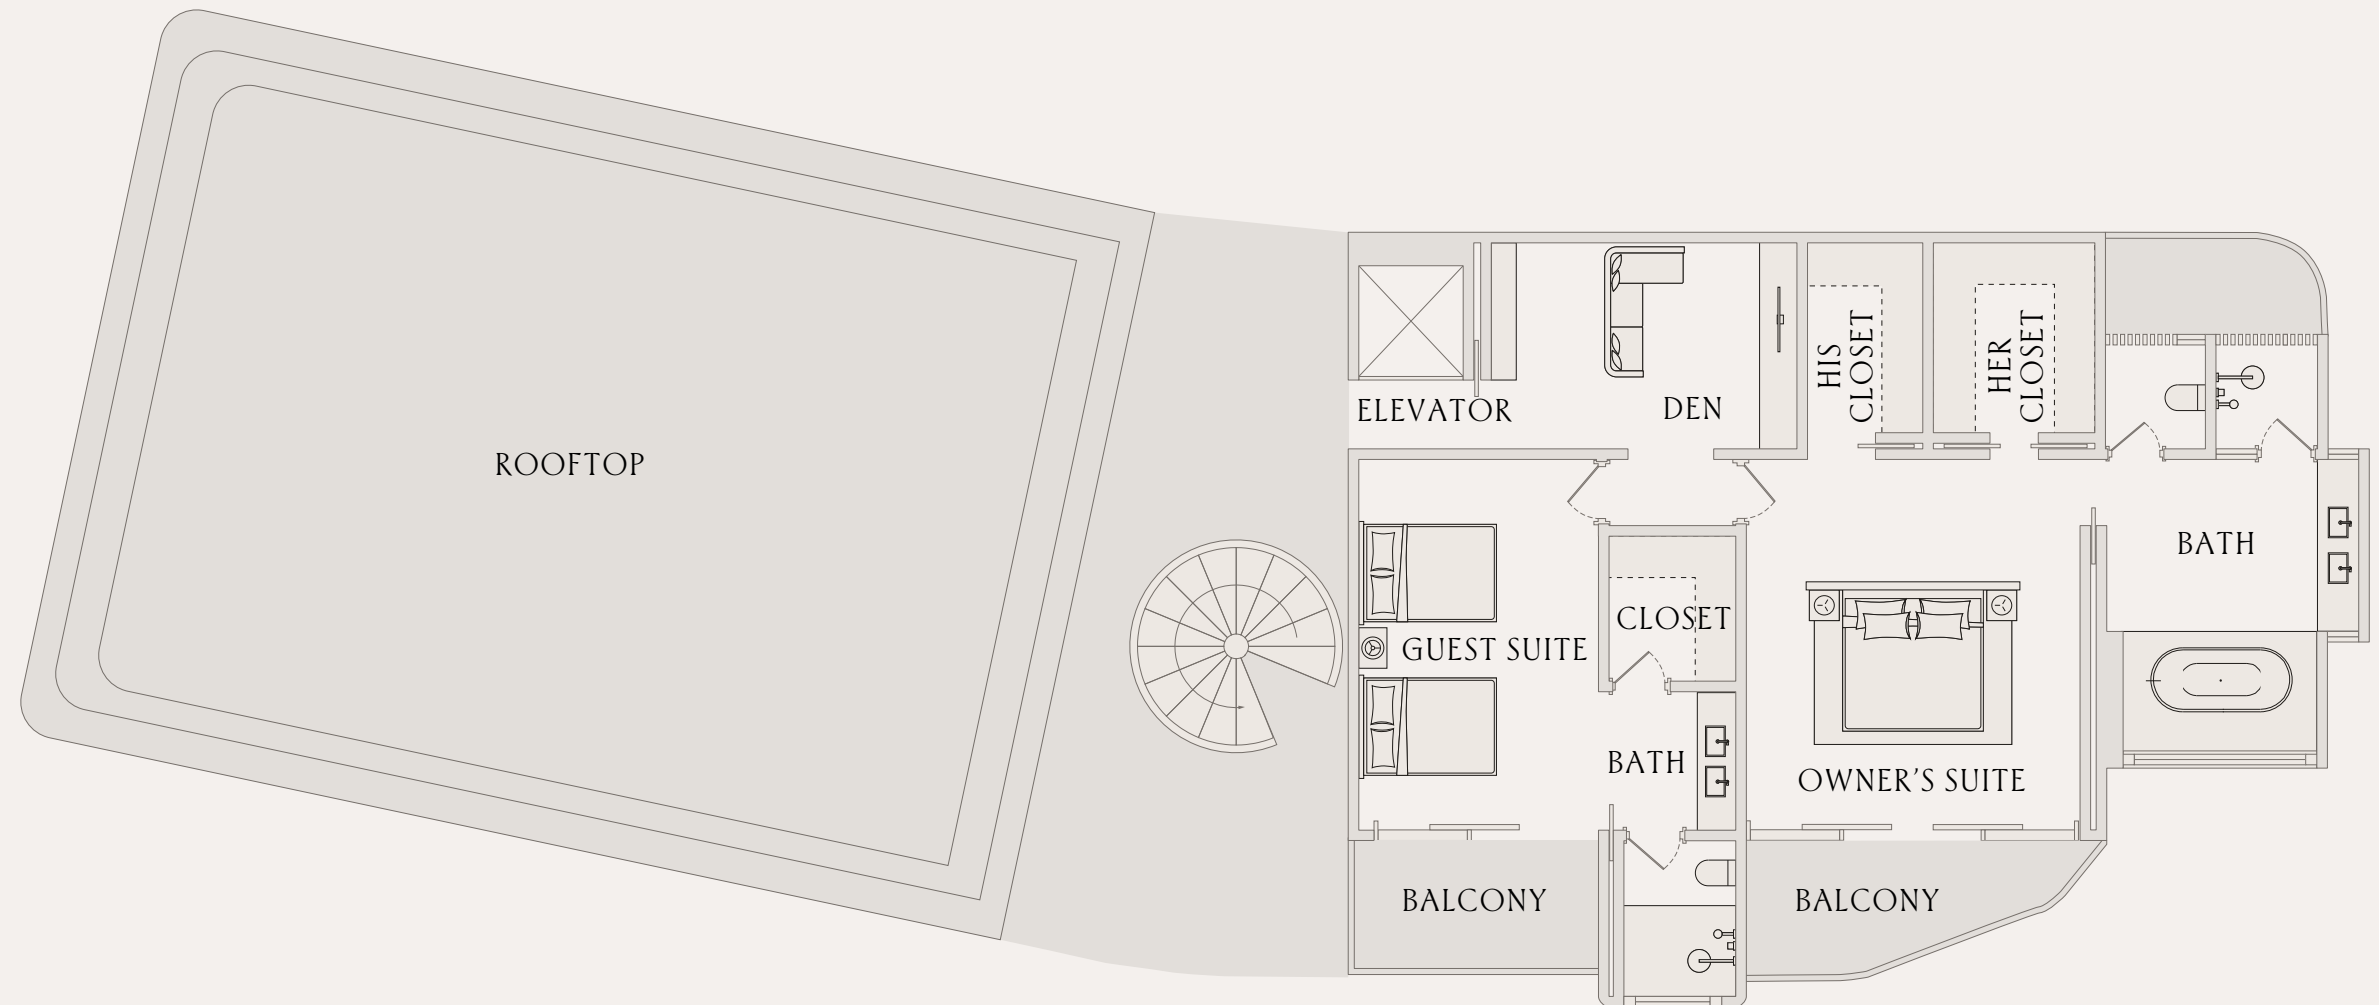 ROOFTOP
ELEVATOR
DEN
HIS
CLOSET
HER
CLOSET
BATH
GUEST SUITE
CLOSET
BATH
OWNER'S SUITE
BALCONY
BALCONY